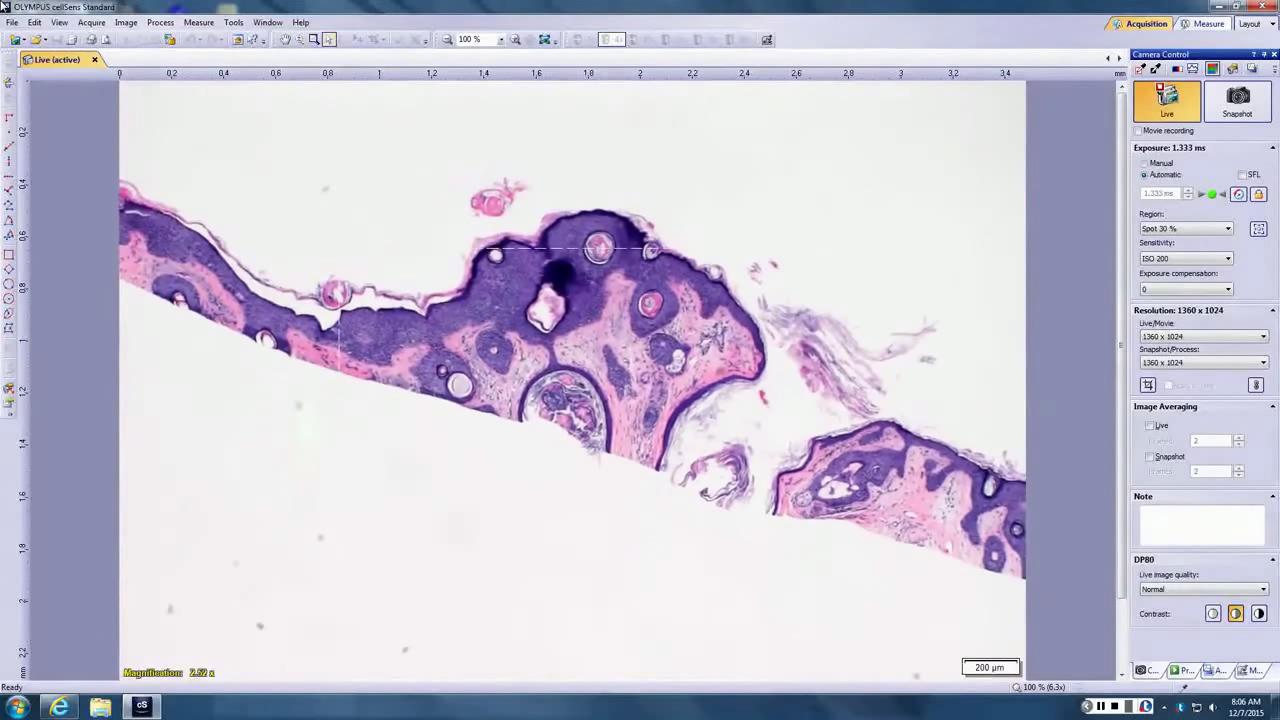 OLYMPUS cellSens Standard
File Edit View Acquire Image Process Measure Tools Window Help
Acquisition Measure Layout
100 %
Live (active)
Camera Control
0 0.2 0.4 0.6 0.8 1 1.2 1.4 1.6 1.8 2 2.2 2.4 2.6 2.8 3 3.2 3.4 mm
Live Snapshot
Movie recording
Exposure: 1.333 ms
Manual
Automatic SFL
1.333 ms
Region:
Spot 30 %
Sensitivity:
ISO 200
Exposure compensation:
0
Resolution: 1360 x 1024
Live/Movie:
1360 x 1024
Snapshot/Process:
1360 x 1024
Image Averaging
Live
2
Snapshot
2
Note
DP80
Live image quality:
Normal
Contrast:
0.2
0.4
0.6
0.8
1
1.2
1.4
1.6
1.8
2
2.2
mm
Magnification: 2.52 x
200 µm
C... Pr... A... M...
Ready
100 % (6.3x)
cS
8:06 AM
12/7/2015